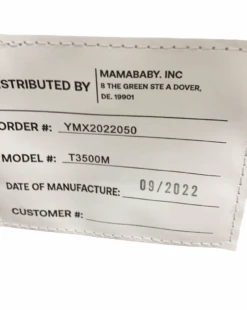 ISTRIBUTED BY
MAMABABY. INC
8 THE GREEN STE A DOVER,
DE. 19901
ORDER #: YMX2022050
MODEL #: T3500M
DATE OF MANUFACTURE: 09/2022
CUSTOMER #: